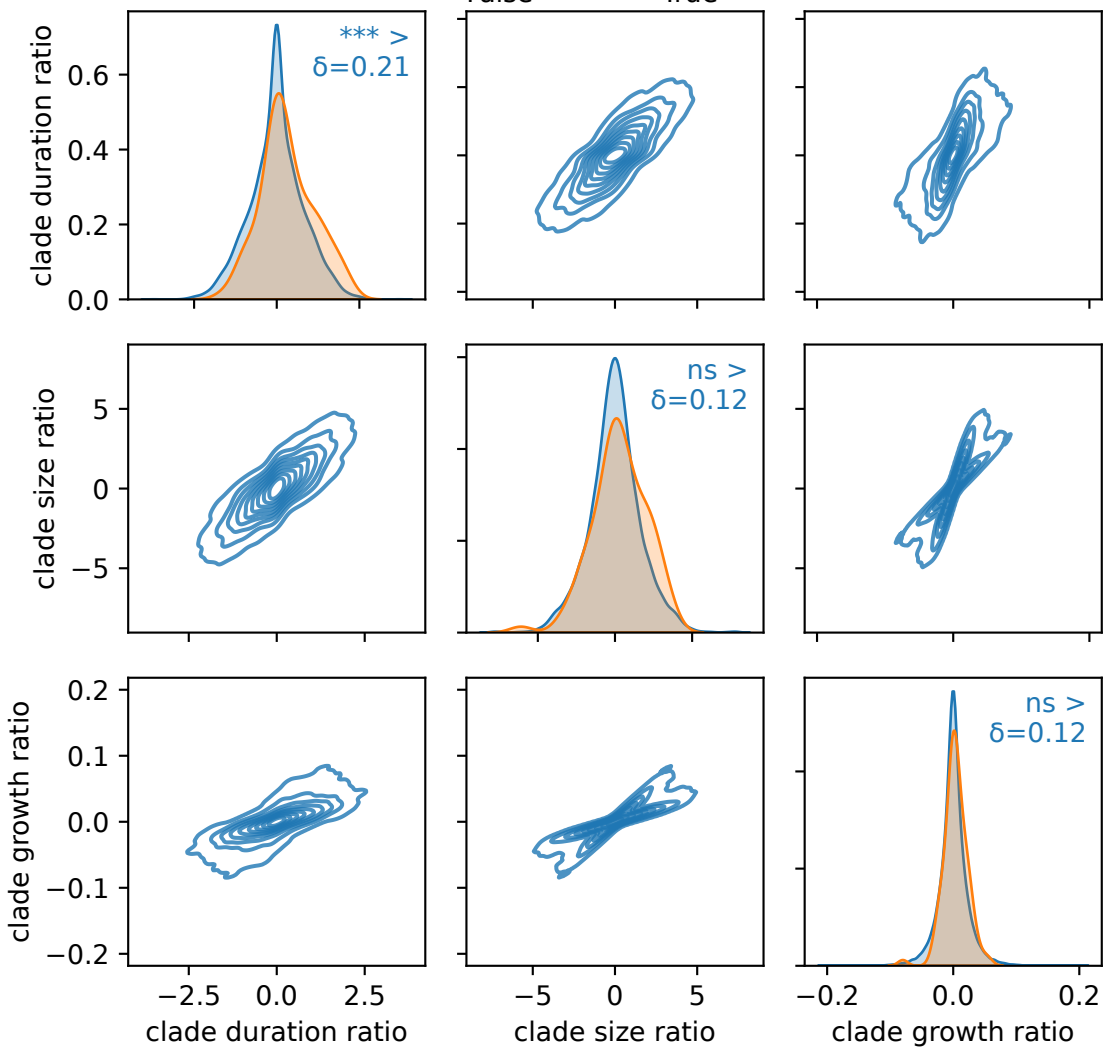 False True
clade duration ratio
0.6
0.4
0.2
0.0
*** >
δ=0.21
clade size ratio
5
0
−5
ns >
δ=0.12
clade growth ratio
0.2
0.1
0.0
−0.1
−0.2
ns >
δ=0.12
−2.5 0.0 2.5
−5 0 5
−0.2 0.0 0.2
clade duration ratio
clade size ratio
clade growth ratio